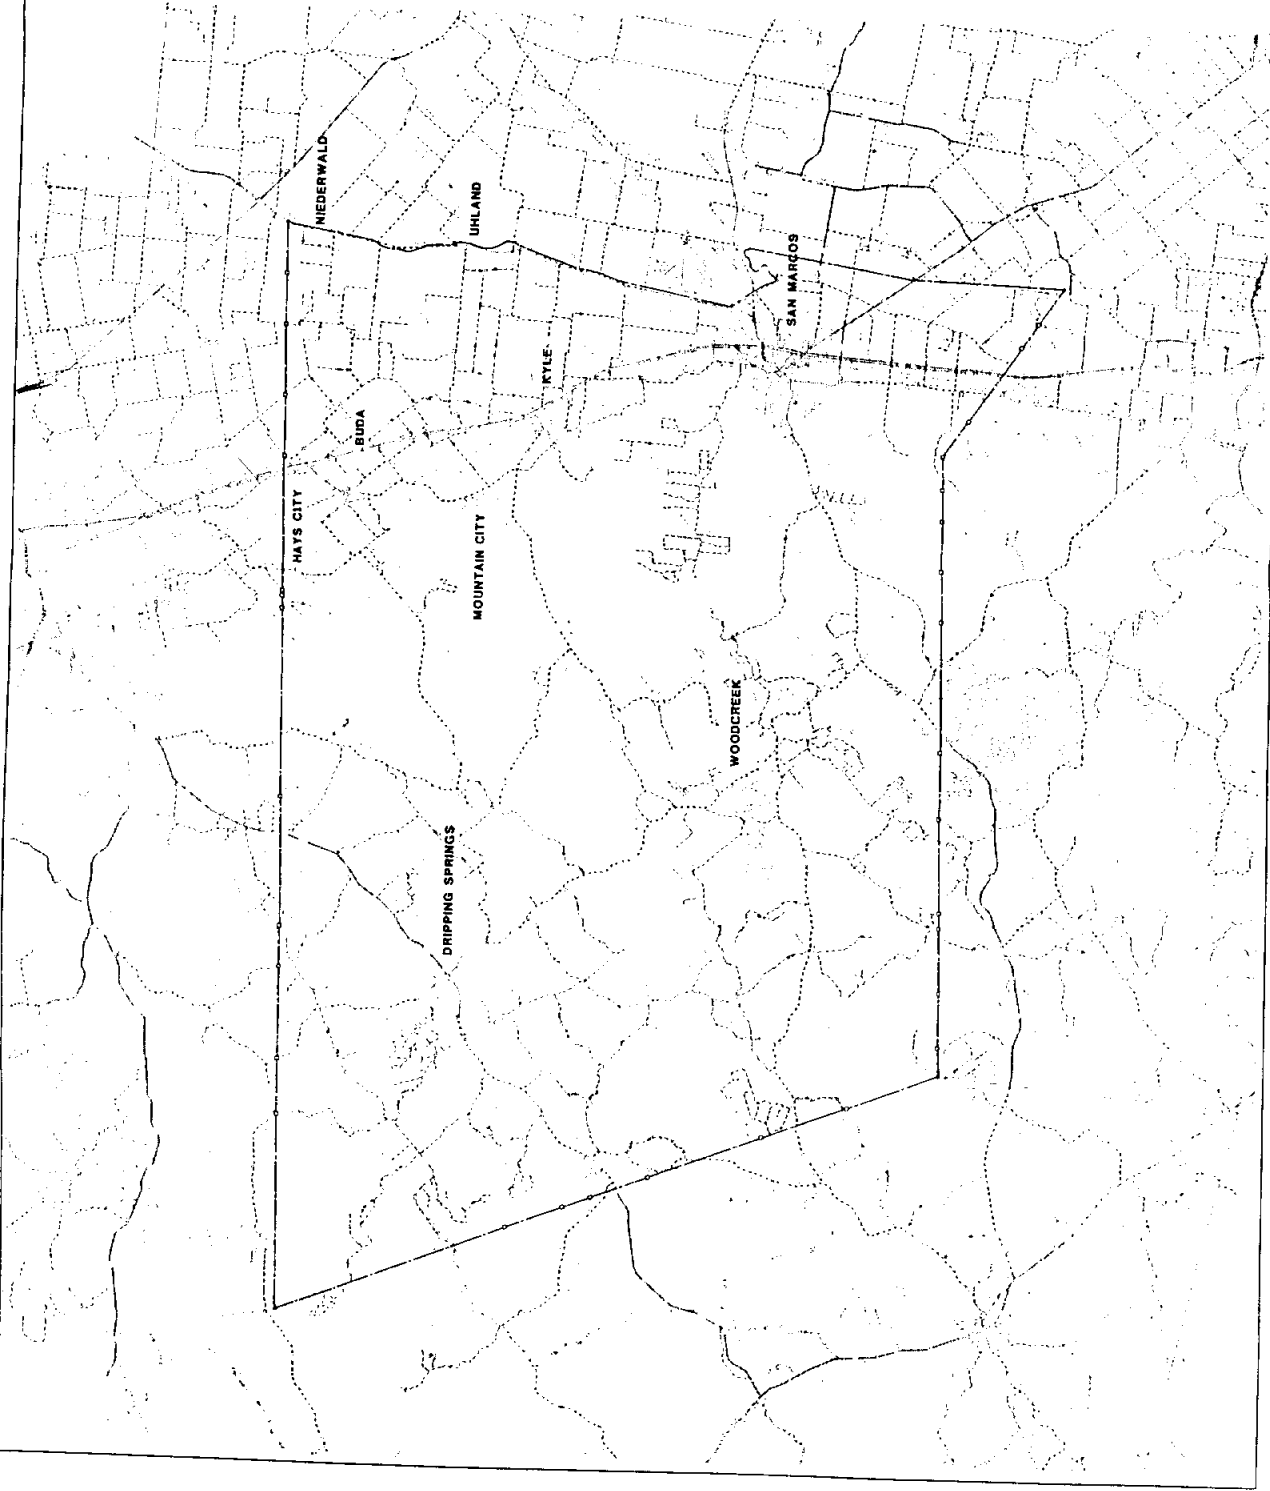 NIEDERWALD
UHLAND
SAN MARCOS
KYLE
BUDA
HAYS CITY
MOUNTAIN CITY
WOODCREEK
DRIPPING SPRINGS